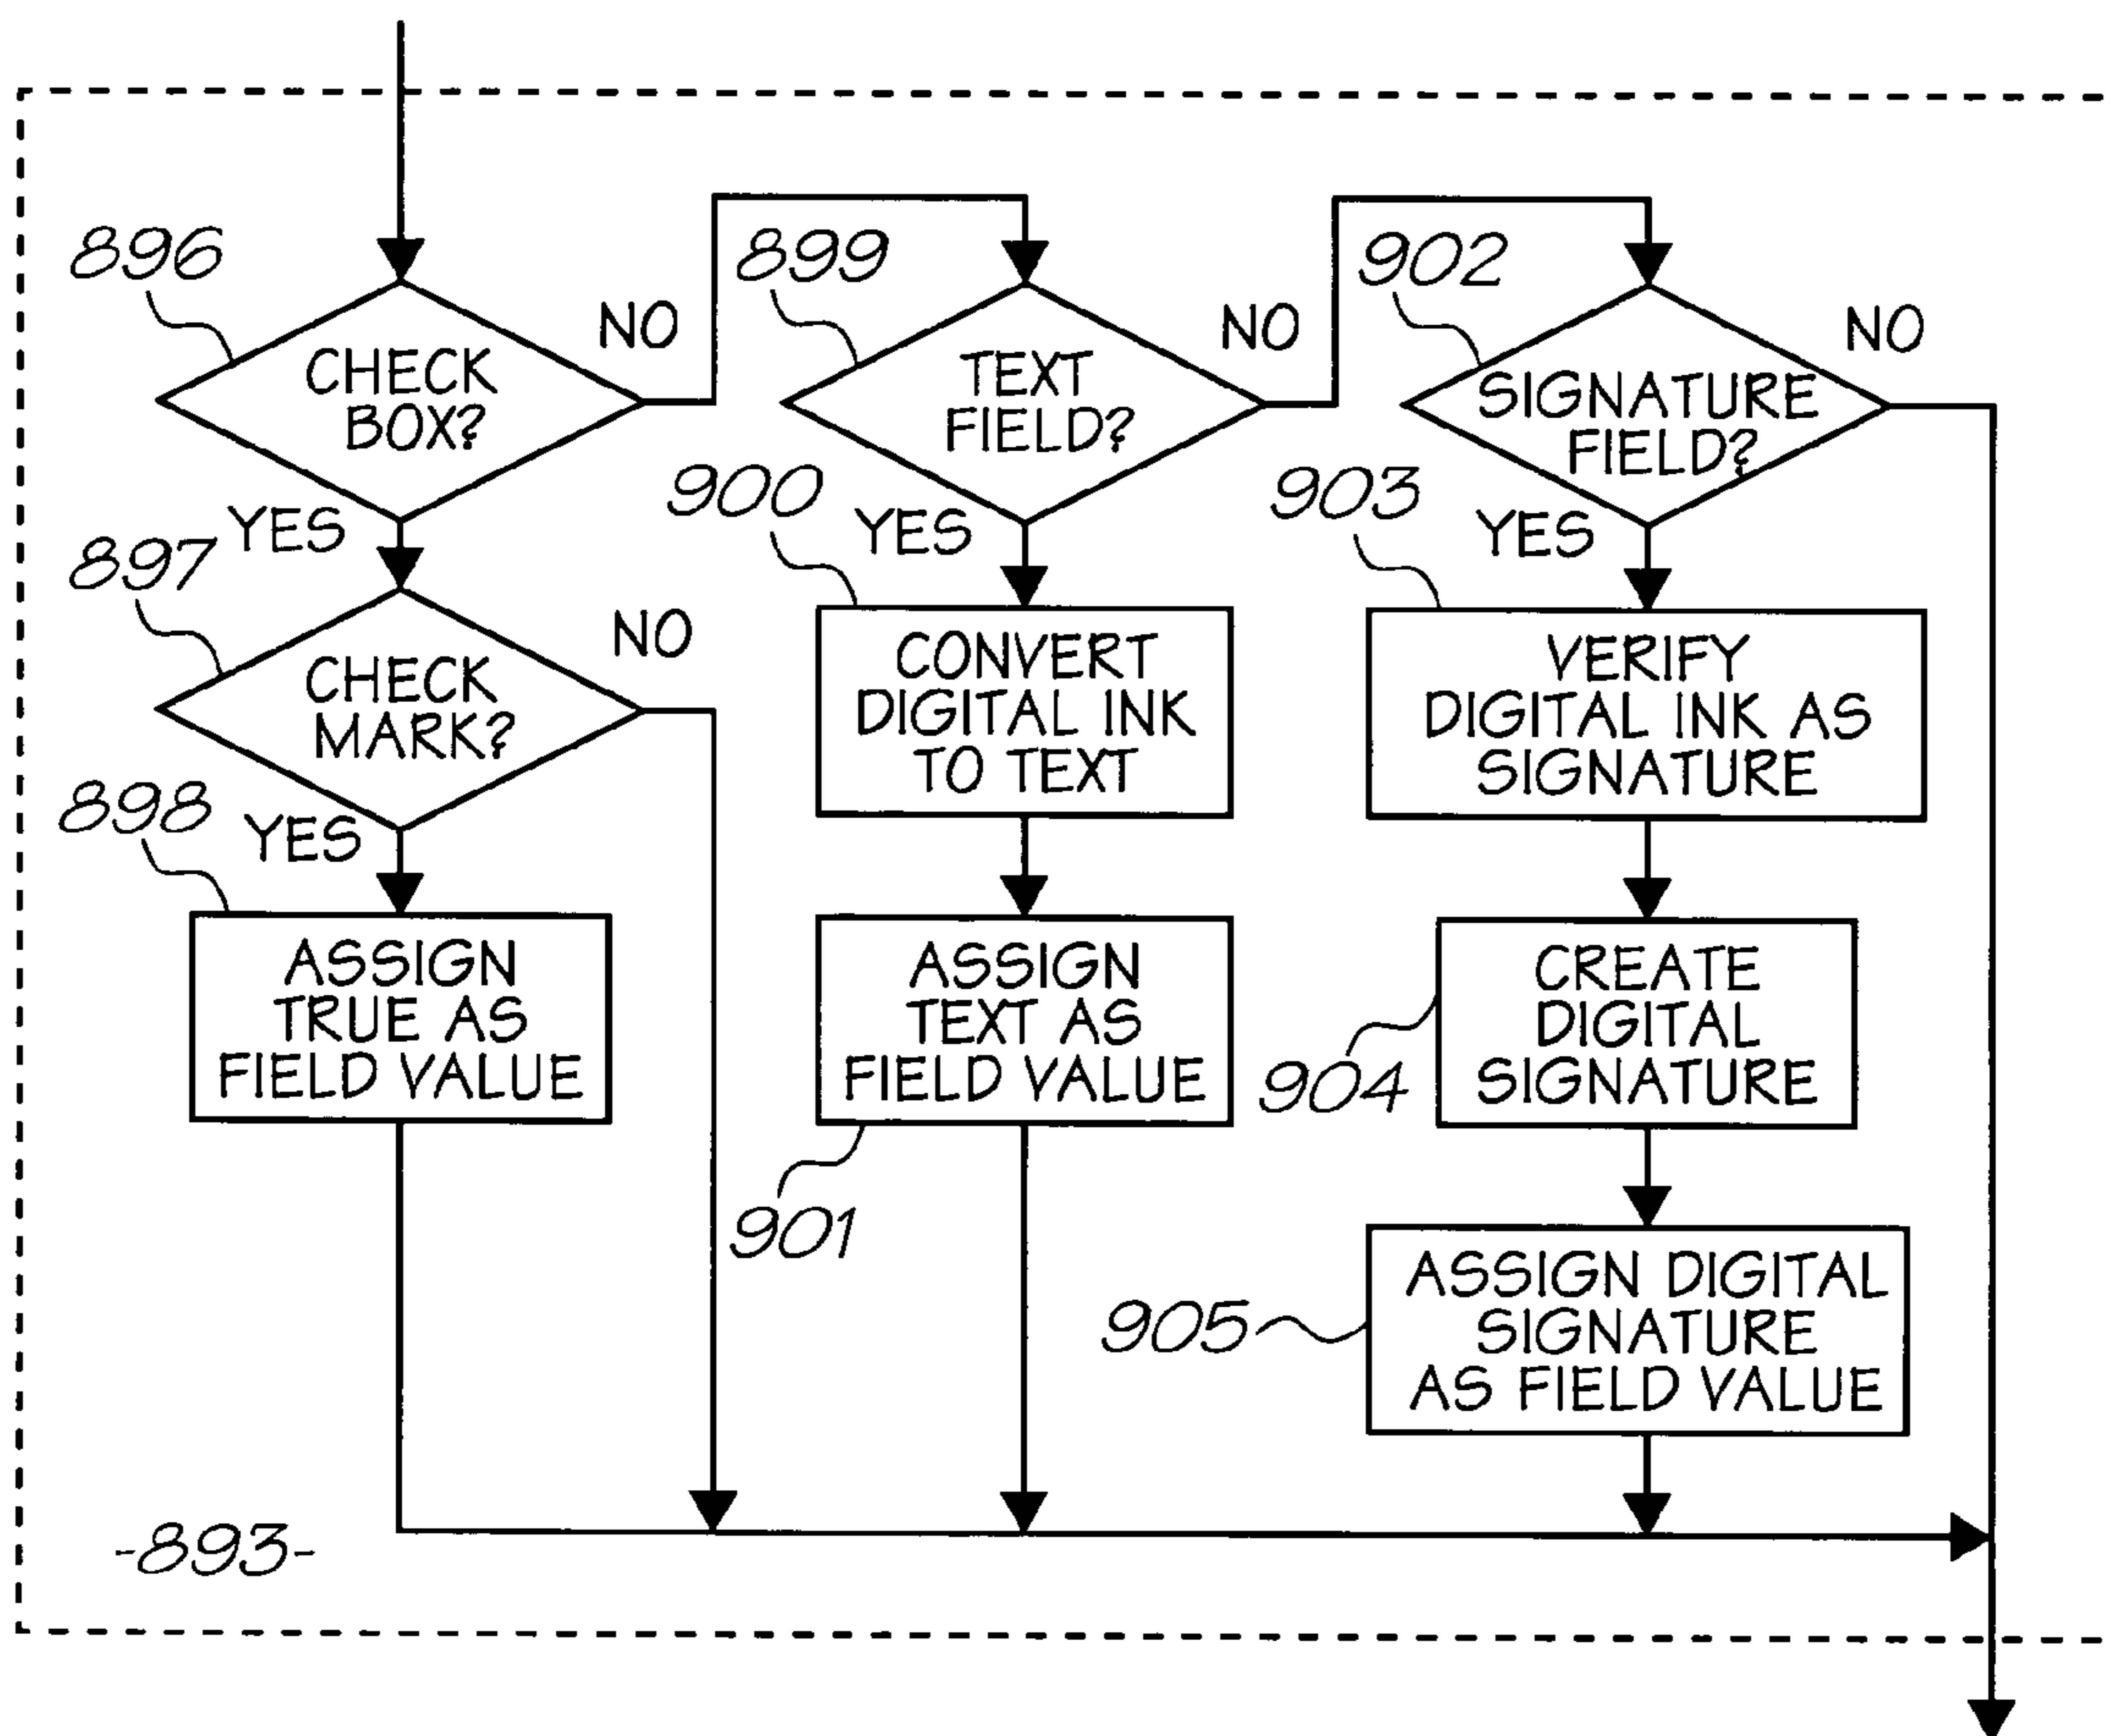 896
CHECK
BOX?
NO
YES
897
CHECK
MARK?
NO
YES
898
ASSIGN
TRUE AS
FIELD VALUE
899
TEXT
FIELD?
NO
YES
900
CONVERT
DIGITAL INK
TO TEXT
ASSIGN
TEXT AS
FIELD VALUE
901
902
SIGNATURE
FIELD?
NO
YES
903
VERIFY
DIGITAL INK AS
SIGNATURE
CREATE
DIGITAL
SIGNATURE
904
ASSIGN DIGITAL
SIGNATURE
AS FIELD VALUE
905
-893-